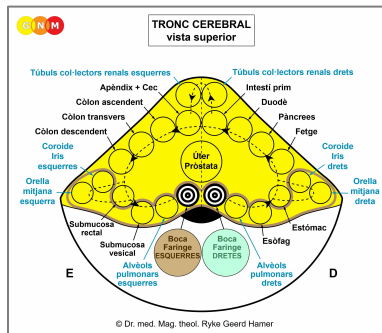 GNM
TRONC CEREBRAL
vista superior
Túbuls col·lectors renals esquerres
Túbuls col·lectors renals drets
Apèndix + Cec
Intestí prim
Còlon ascendent
Duodè
Còlon transvers
Pàncrees
Còlon descendent
Fetge
Coroide
Iris
esquerres
Coroide
Iris
drets
Úter
Pròstata
Orella
mitjana
esquerra
Orella
mitjana
dreta
Submucosa
rectal
Estómac
Submucosa
vesical
Esòfag
Boca
Faringe
ESQUERRES
Boca
Faringe
DRETES
Alvèols
pulmonars
esquerres
Alvèols
pulmonars
drets
E
D
© Dr. med. Mag. theol. Ryke Geerd Hamer